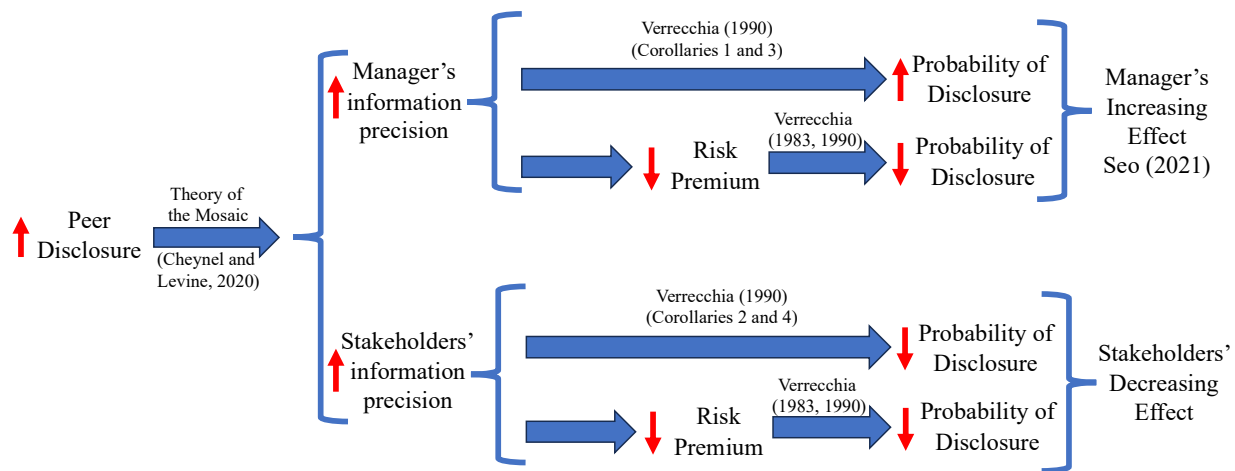 Peer
Disclosure
Theory of
the Mosaic
(Cheynel and
Levine, 2020)
Manager's
information
precision
Verrecchia (1990)
(Corollaries 1 and 3)
Probability of
Disclosure
Risk
Premium
Verrecchia
(1983, 1990)
Probability of
Disclosure
Manager's
Increasing
Effect
Seo (2021)
Stakeholders'
information
precision
Verrecchia (1990)
(Corollaries 2 and 4)
Probability of
Disclosure
Risk
Premium
Verrecchia
(1983, 1990)
Probability of
Disclosure
Stakeholders'
Decreasing
Effect